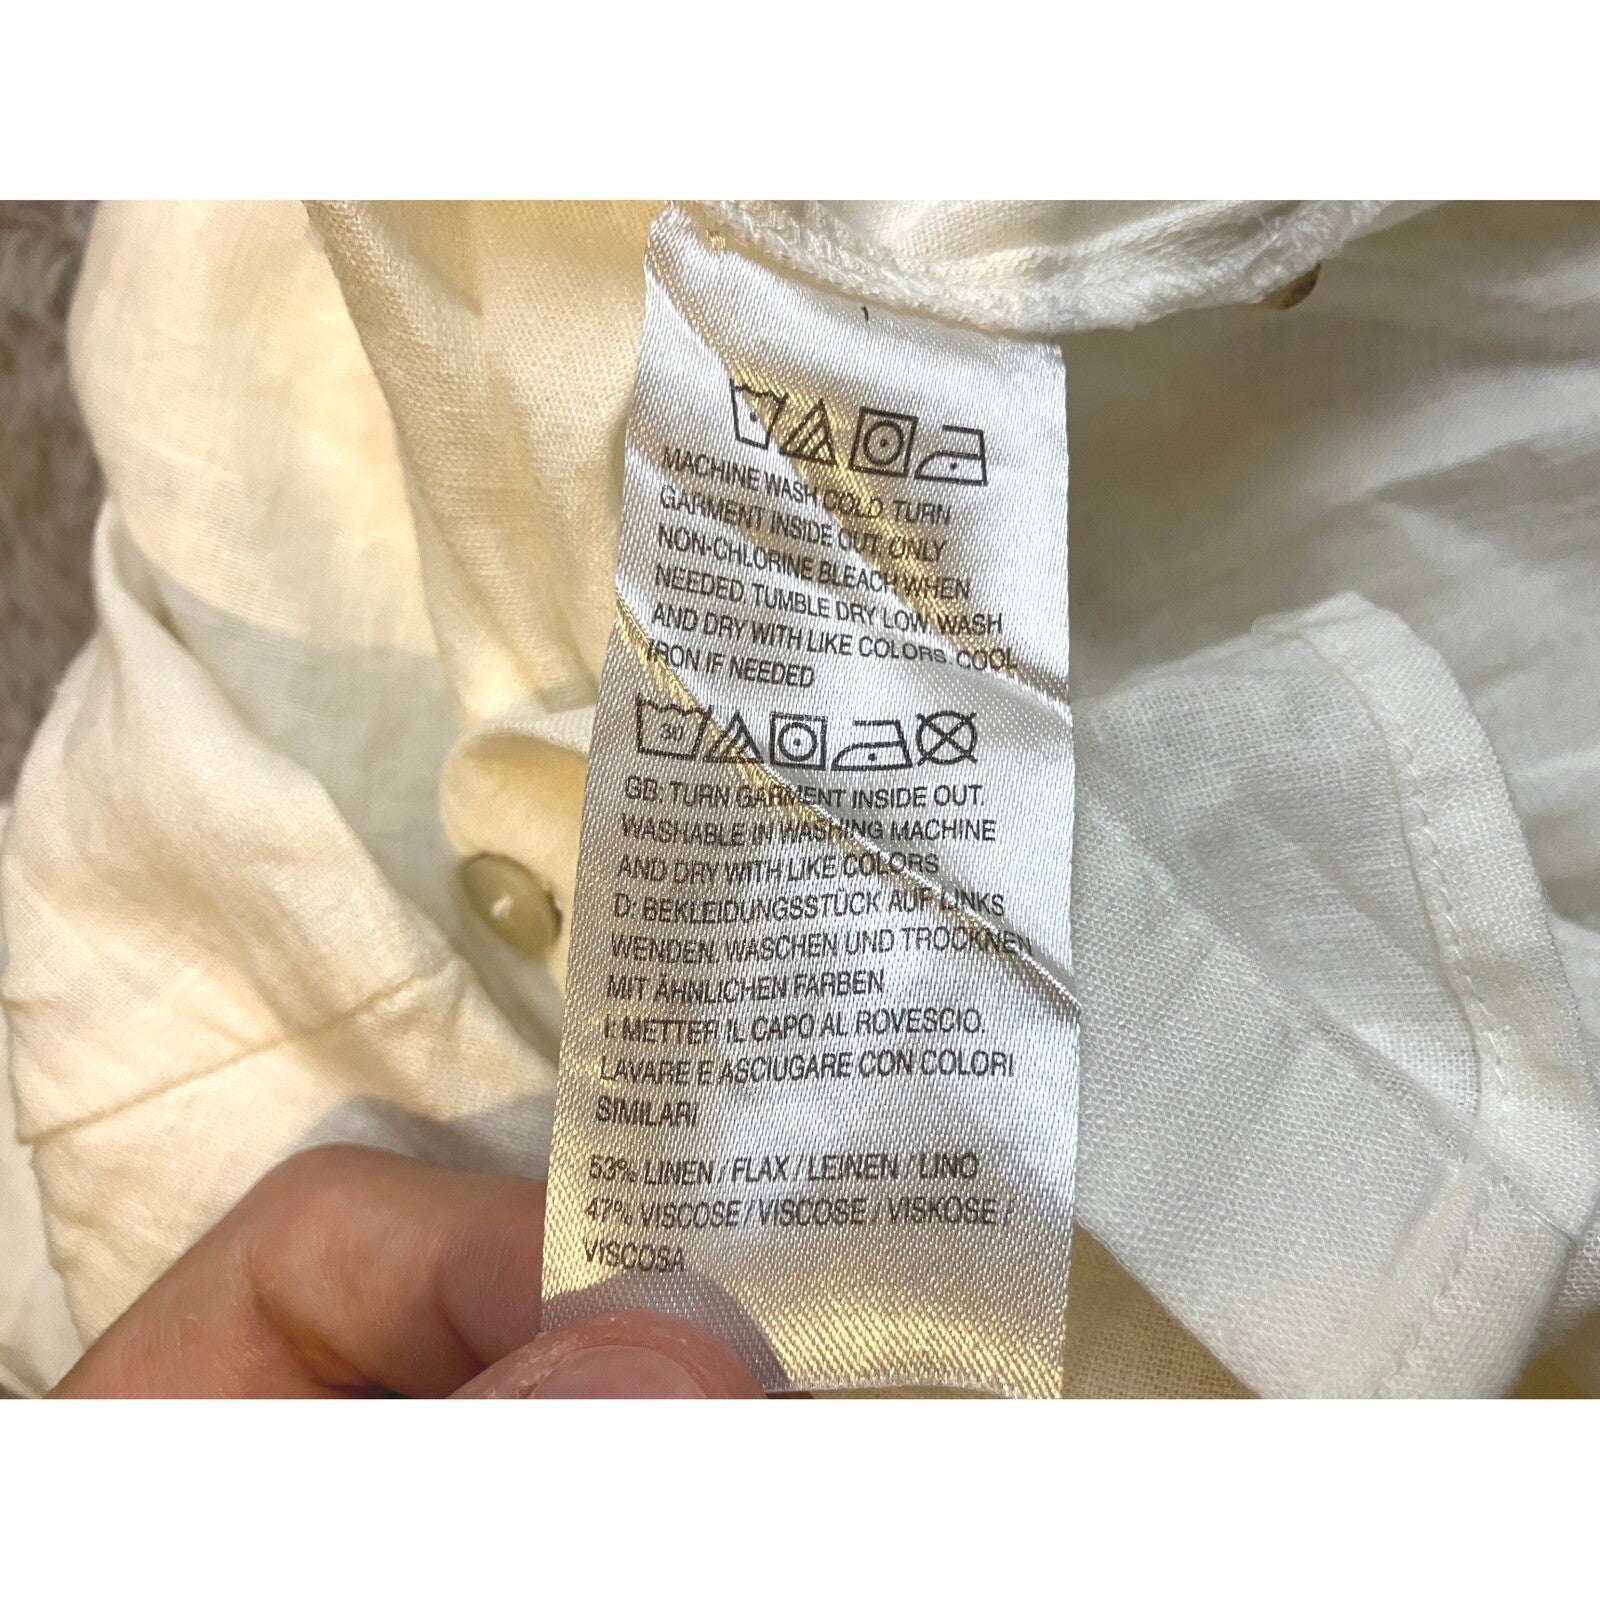 MACHINE WASH COLD. TURN
GARMENT INSIDE OUT. ONLY
NON-CHLORINE BLEACH WHEN
NEEDED. TUMBLE DRY LOW. WASH
AND DRY WITH LIKE COLORS. COOL
IRON IF NEEDED
30
GB: TURN GARMENT INSIDE OUT.
WASHABLE IN WASHING MACHINE
AND DRY WITH LIKE COLORS
D: BEKLEIDUNGSSTÜCK AUF LINKS
WENDEN, WASCHEN UND TROCKNEN
MIT ÄHNLICHEN FARBEN
I: METTER IL CAPO AL ROVESCIO.
LAVARE E ASCIUGARE CON COLORI
SIMILARI
53% LINEN / FLAX / LEINEN / LINO
47% VISCOSE / VISCOSE / VISKOSE /
VISCOSA